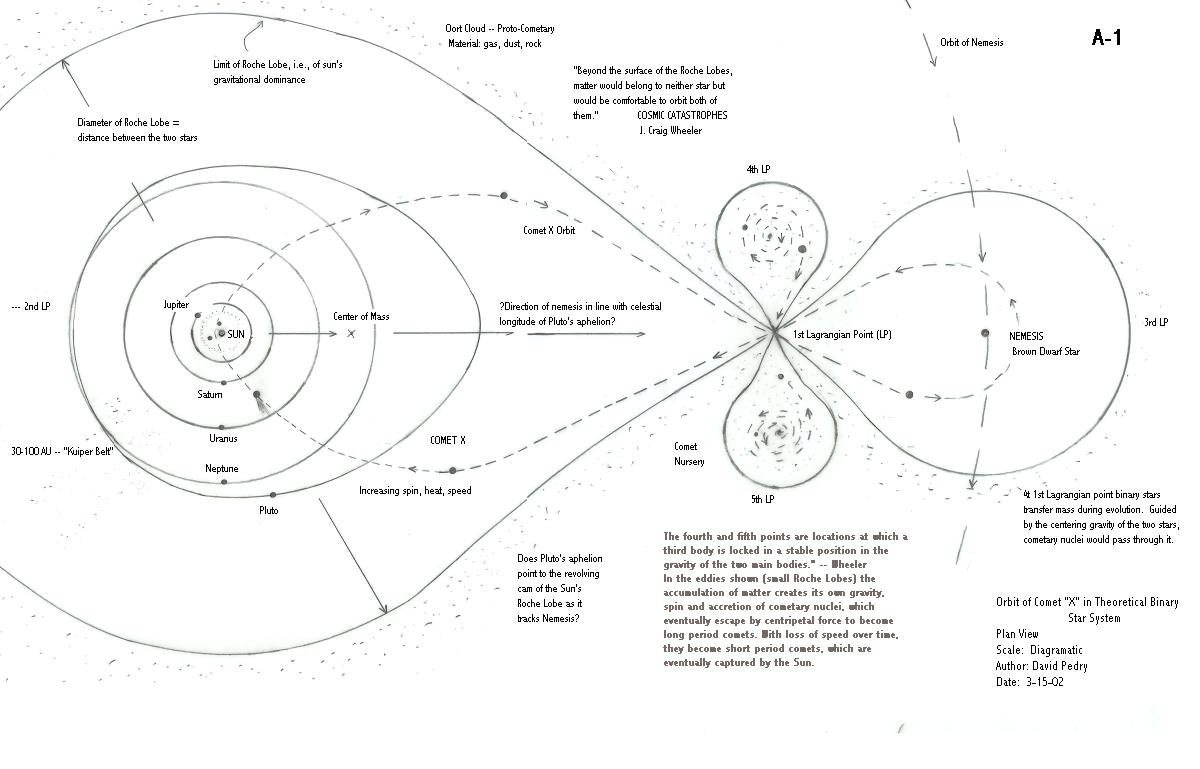 Oort Cloud -- Proto-Cometary
Material: gas, dust, rock
Orbit of Nemesis
A-1
Limit of Roche Lobe, i.e., of sun's
gravitational dominance
"Beyond the surface of the Roche Lobes,
matter would belong to neither star but
would be comfortable to orbit both of
them." COSMIC CATASTROPHES
J. Craig Wheeler
Diameter of Roche Lobe =
distance between the two stars
4th LP
Comet X Orbit
--- 2nd LP
Jupiter
SUN
Center of Mass
?Direction of nemesis in line with celestial
longitude of Pluto's aphelion?
1st Lagrangian Point (LP)
NEMESIS
Brown Dwarf Star
3rd LP
Saturn
Uranus
COMET X
30-100 AU -- "Kuiper Belt"
Comet
Nursery
Neptune
Increasing spin, heat, speed
Pluto
5th LP
At 1st Lagrangian point binary stars
transfer mass during evolution. Guided
by the centering gravity of the two stars,
cometary nuclei would pass through it.
Does Pluto's aphelion
point to the revolving
cam of the Sun's
Roche Lobe as it
tracks Nemesis?
The fourth and fifth points are locations at which a
third body is locked in a stable position in the
gravity of the two main bodies." -- Wheeler
In the eddies shown (small Roche Lobes) the
accumulation of matter creates its own gravity,
spin and accretion of cometary nuclei, which
eventually escape by centripetal force to become
long period comets. With loss of speed over time,
they become short period comets, which are
eventually captured by the Sun.
Orbit of Comet "X" in Theoretical Binary
Star System
Plan View
Scale: Diagramatic
Author: David Pedry
Date: 3-15-02